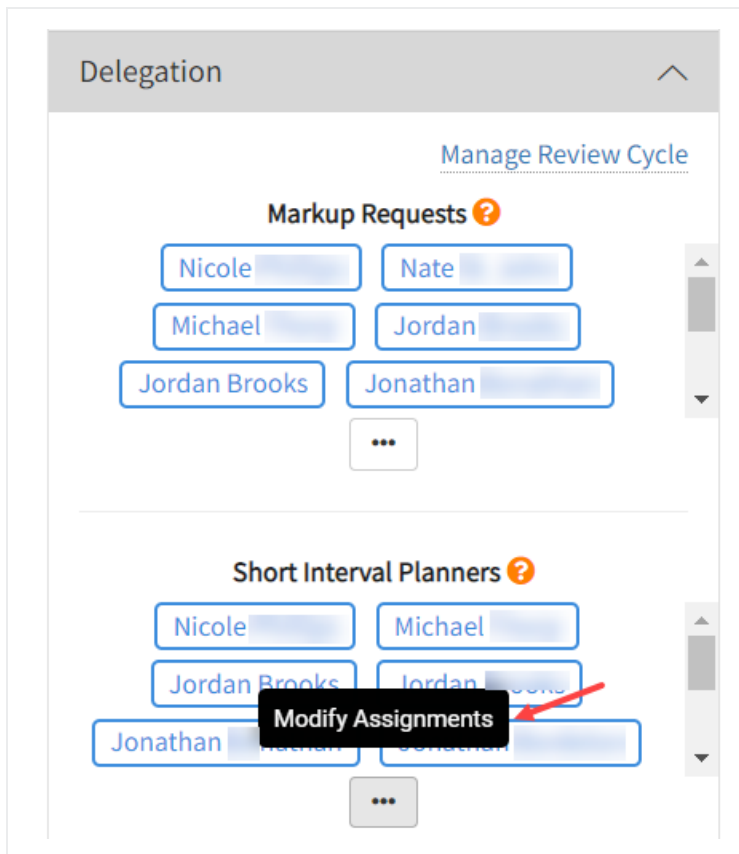 Delegation
Manage Review Cycle
Markup Requests ?
Nicole Nate
Michael Jordan
Jordan Brooks Jonathan
•••
Short Interval Planners ?
Nicole Michael
Jordan Brooks Jordan
Modify Assignments
Jonathan Jonathan
•••